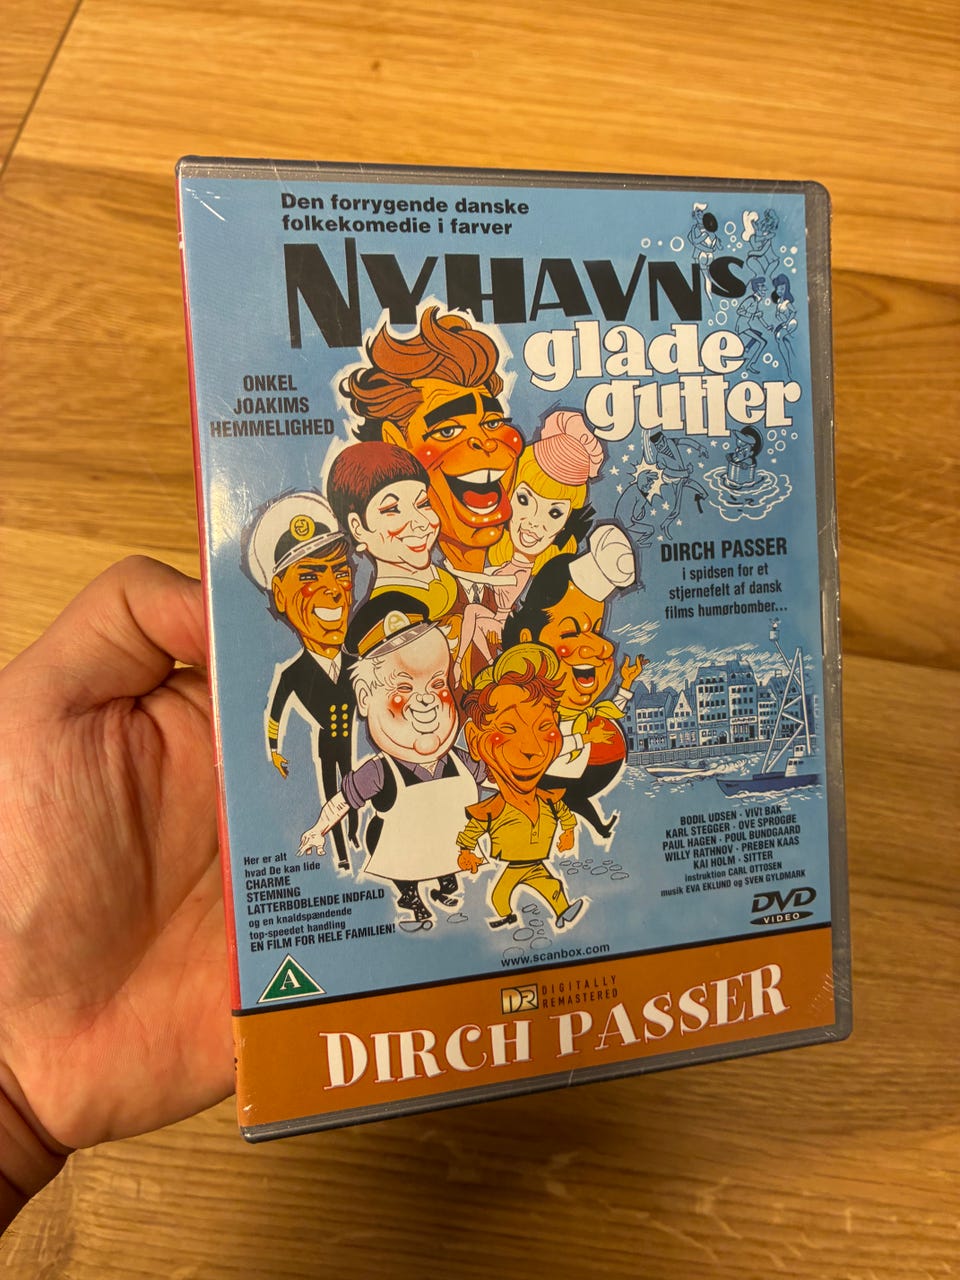 Den forrygende danske
folkekomedie i farver
NYHAVNS
glade
gutter
ONKEL
JOAKIMS
HEMMELIGHED
DIRCH PASSER
i spidsen for et
stjernefelt af dansk
films humørbomber...
BODIL UDSEN · VIVI BAK
KARL STEGGER · OVE SPROGØE
PAUL HAGEN · POUL BUNDGAARD
WILLY RATHNOV · PREBEN KAAS
KAI HOLM · SITTER
instruktion CARL OTTOSEN
musik EVA EKLUND og SVEN GYLDMARK
Her er alt
hvad De kan lide
CHARME
STEMNING
LATTERBØBLENDE INDFALD
og en knaldspændende
top-speedet handling
EN FILM FOR HELE FAMILIEN!
DVD
VIDEO
www.scanbox.com
A
DR DIGITALLY
REMASTERED
DIRCH PASSER